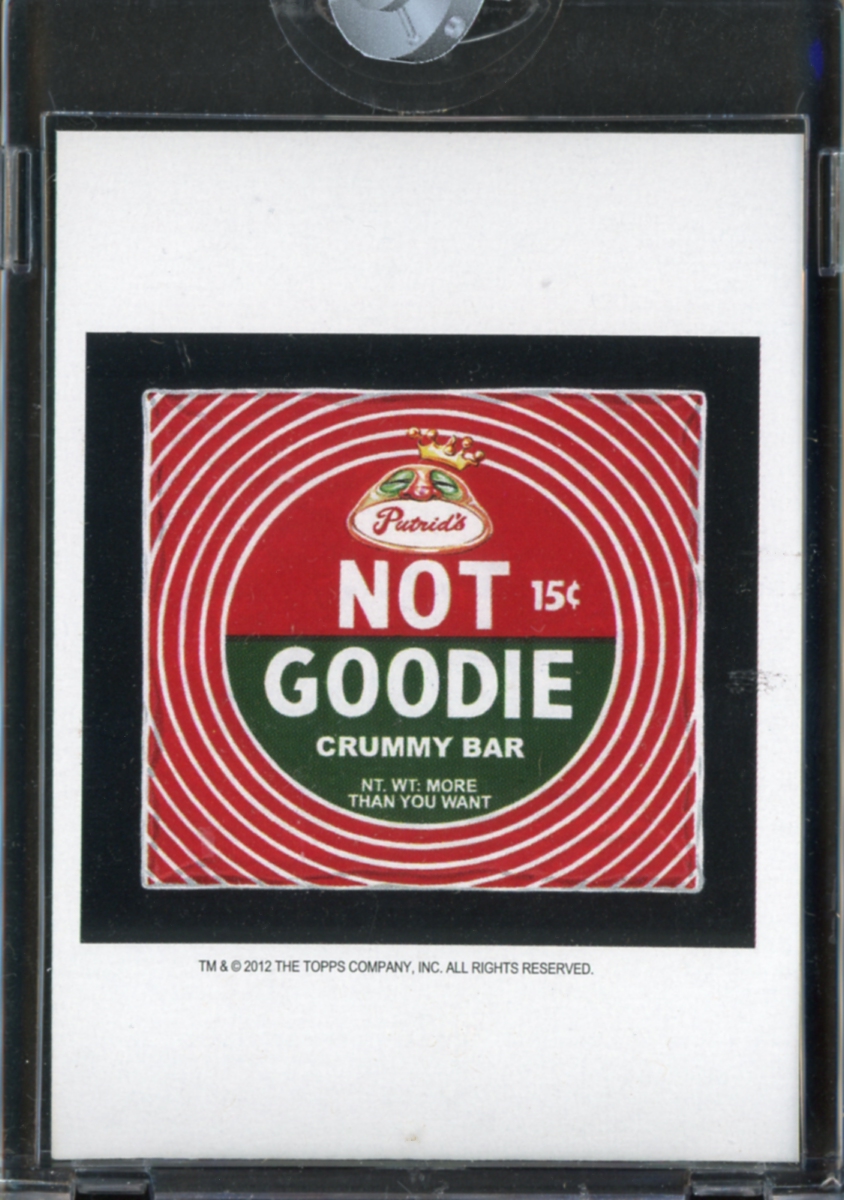 Putrid's
NOT 15¢
GOODIE
CRUMMY BAR
NT. WT: MORE
THAN YOU WANT
TM & © 2012 THE TOPPS COMPANY, INC. ALL RIGHTS RESERVED.